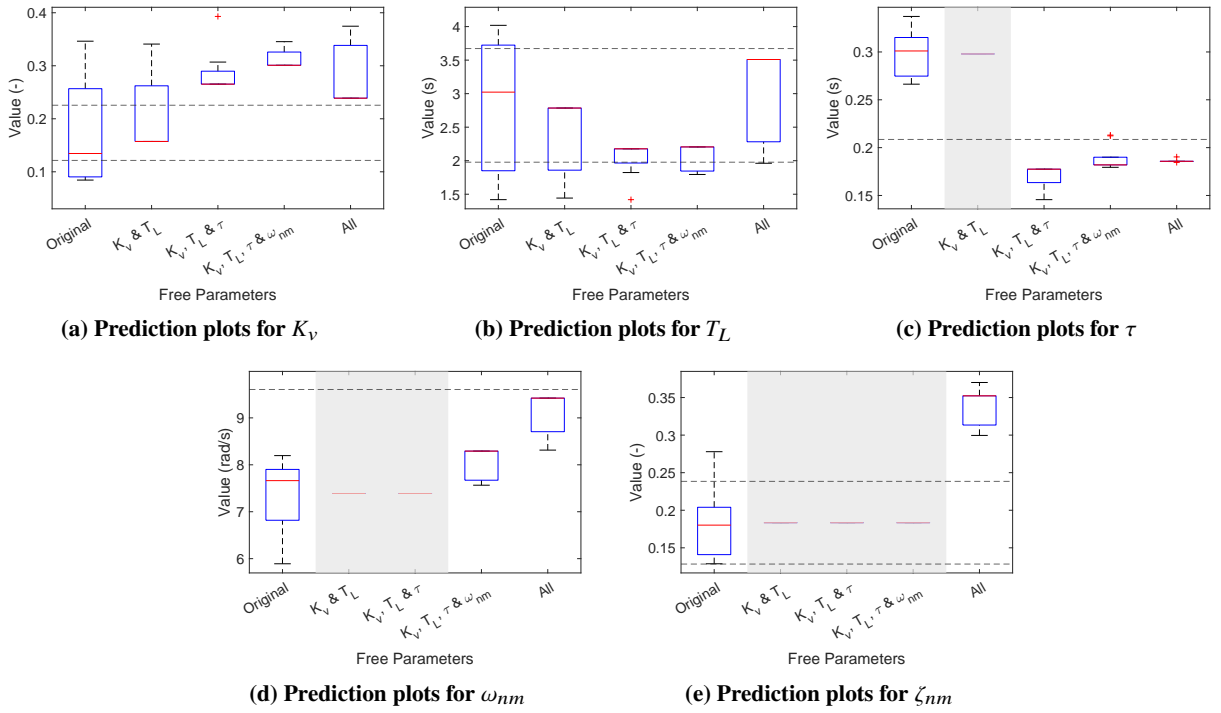 0.4
0.3
0.2
0.1
Value (-)
Original
K_v & T_L
K_v, T_L & τ
K_v, T_L, τ & ω_nm
All
Free Parameters
(a) Prediction plots for K_v
4
3.5
3
2.5
2
1.5
Value (s)
Original
K_v & T_L
K_v, T_L & τ
K_v, T_L, τ & ω_nm
All
Free Parameters
(b) Prediction plots for T_L
0.3
0.25
0.2
0.15
Value (s)
Original
K_v & T_L
K_v, T_L & τ
K_v, T_L, τ & ω_nm
All
Free Parameters
(c) Prediction plots for τ
9
8
7
6
Value (rad/s)
Original
K_v & T_L
K_v, T_L & τ
K_v, T_L, τ & ω_nm
All
Free Parameters
(d) Prediction plots for ω_nm
0.35
0.3
0.25
0.2
0.15
Value (-)
Original
K_v & T_L
K_v, T_L & τ
K_v, T_L, τ & ω_nm
All
Free Parameters
(e) Prediction plots for ζ_nm